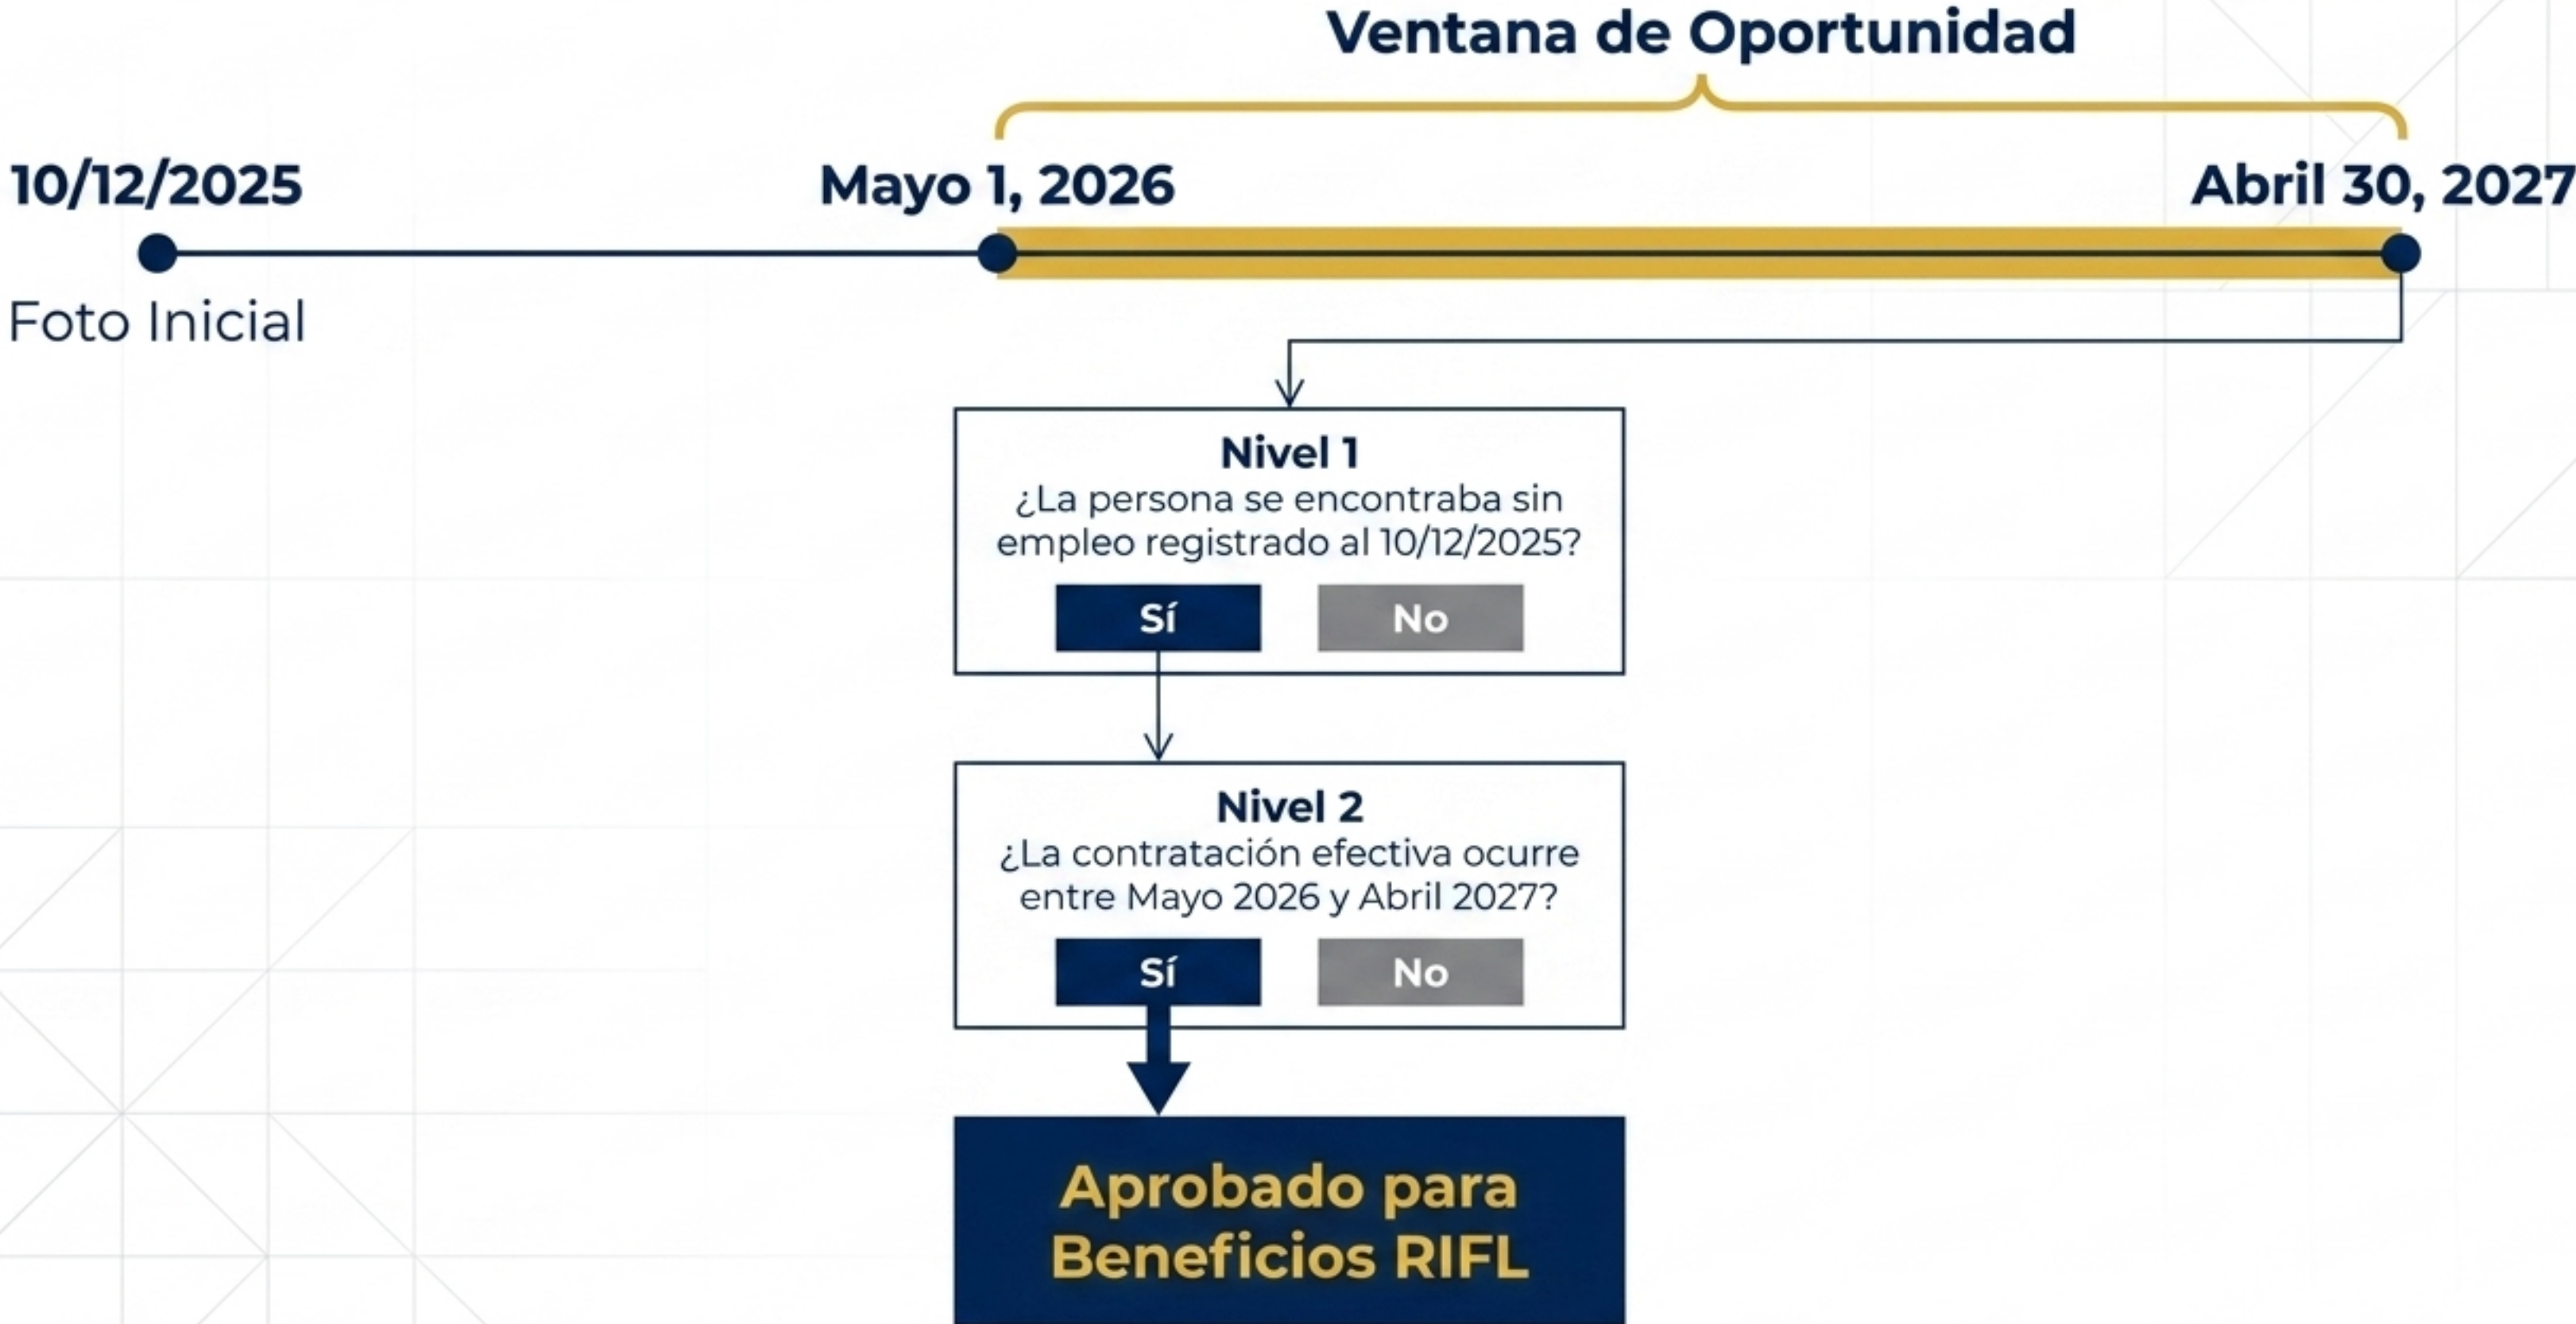 Ventana de Oportunidad
10/12/2025
Mayo 1, 2026
Abril 30, 2027
Foto Inicial
Nivel 1
¿La persona se encontraba sin
empleo registrado al 10/12/2025?
Sí
No
Nivel 2
¿La contratación efectiva ocurre
entre Mayo 2026 y Abril 2027?
Sí
No
Aprobado para
Beneficios RIFL